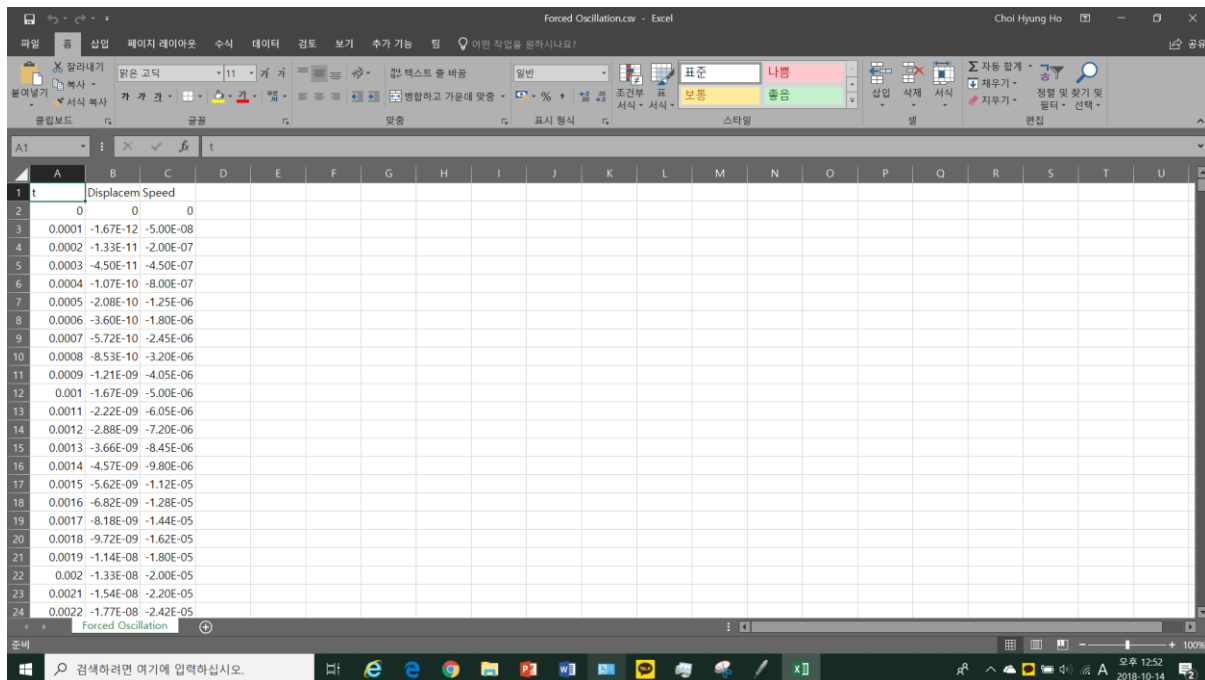 Forced Oscillation.csv - Excel
Choi Hyung Ho
파일 홈 삽입 페이지 레이아웃 수식 데이터 검토 보기 추가 기능 팀 어떤 작업을 원하시나요? 공유
붙여넣기
잘라내기
복사
서식 복사
클립보드
맑은 고딕 11 가 가
가 가 가 가
글꼴
텍스트 줄 바꿈
병합하고 가운데 맞춤
맞춤
일반
% ,
표시 형식
조건부 서식
표 서식
표준 나쁨
보통 좋음
스타일
삽입 삭제 서식
셀
Σ 자동 합계
채우기
지우기
정렬 및 필터
찾기 및 선택
편집
A1 fx t
A B C D E F G H I J K L M N O P Q R S T U
1 t Displacem Speed
2 0 0 0
3 0.0001 -1.67E-12 -5.00E-08
4 0.0002 -1.33E-11 -2.00E-07
5 0.0003 -4.50E-11 -4.50E-07
6 0.0004 -1.07E-10 -8.00E-07
7 0.0005 -2.08E-10 -1.25E-06
8 0.0006 -3.60E-10 -1.80E-06
9 0.0007 -5.72E-10 -2.45E-06
10 0.0008 -8.53E-10 -3.20E-06
11 0.0009 -1.21E-09 -4.05E-06
12 0.001 -1.67E-09 -5.00E-06
13 0.0011 -2.22E-09 -6.05E-06
14 0.0012 -2.88E-09 -7.20E-06
15 0.0013 -3.66E-09 -8.45E-06
16 0.0014 -4.57E-09 -9.80E-06
17 0.0015 -5.62E-09 -1.12E-05
18 0.0016 -6.82E-09 -1.28E-05
19 0.0017 -8.18E-09 -1.44E-05
20 0.0018 -9.72E-09 -1.62E-05
21 0.0019 -1.14E-08 -1.80E-05
22 0.002 -1.33E-08 -2.00E-05
23 0.0021 -1.54E-08 -2.20E-05
24 0.0022 -1.77E-08 -2.42E-05
Forced Oscillation
준비
100%
검색하려면 여기에 입력하십시오.
A
오후 12:52
2018-10-14